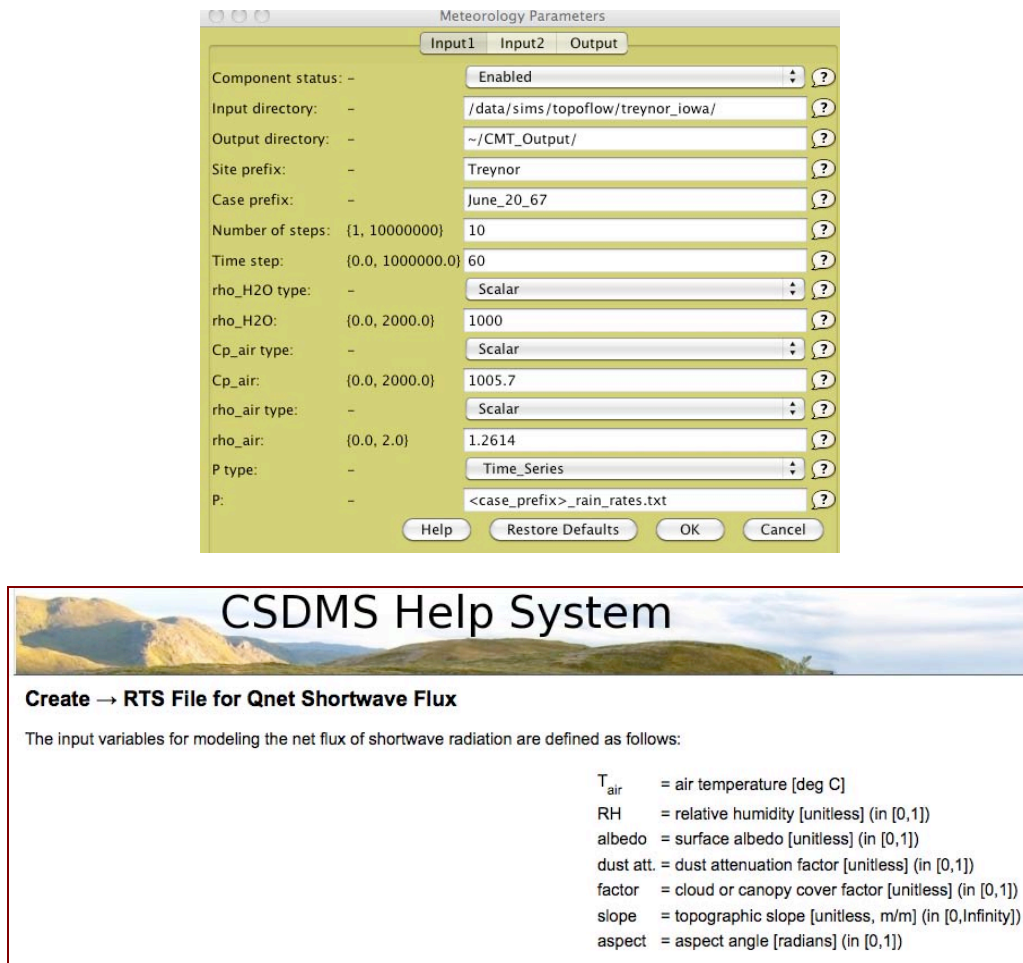 Meteorology Parameters
Input1 Input2 Output
Component status: - Enabled ?
Input directory: - /data/sims/topoflow/treynor_iowa/ ?
Output directory: - ~/CMT_Output/ ?
Site prefix: - Treynor ?
Case prefix: - June_20_67 ?
Number of steps: {1, 10000000} 10 ?
Time step: {0.0, 1000000.0} 60 ?
rho_H2O type: - Scalar ?
rho_H2O: {0.0, 2000.0} 1000 ?
Cp_air type: - Scalar ?
Cp_air: {0.0, 2000.0} 1005.7 ?
rho_air type: - Scalar ?
rho_air: {0.0, 2.0} 1.2614 ?
P type: - Time_Series ?
P: - <case_prefix>_rain_rates.txt ?
Help Restore Defaults OK Cancel
CSDMS Help System
Create → RTS File for Qnet Shortwave Flux
The input variables for modeling the net flux of shortwave radiation are defined as follows:
T_air = air temperature [deg C]
RH = relative humidity [unitless] (in [0,1])
albedo = surface albedo [unitless] (in [0,1])
dust att. = dust attenuation factor [unitless] (in [0,1])
factor = cloud or canopy cover factor [unitless] (in [0,1])
slope = topographic slope [unitless, m/m] (in [0,Infinity])
aspect = aspect angle [radians] (in [0,1])